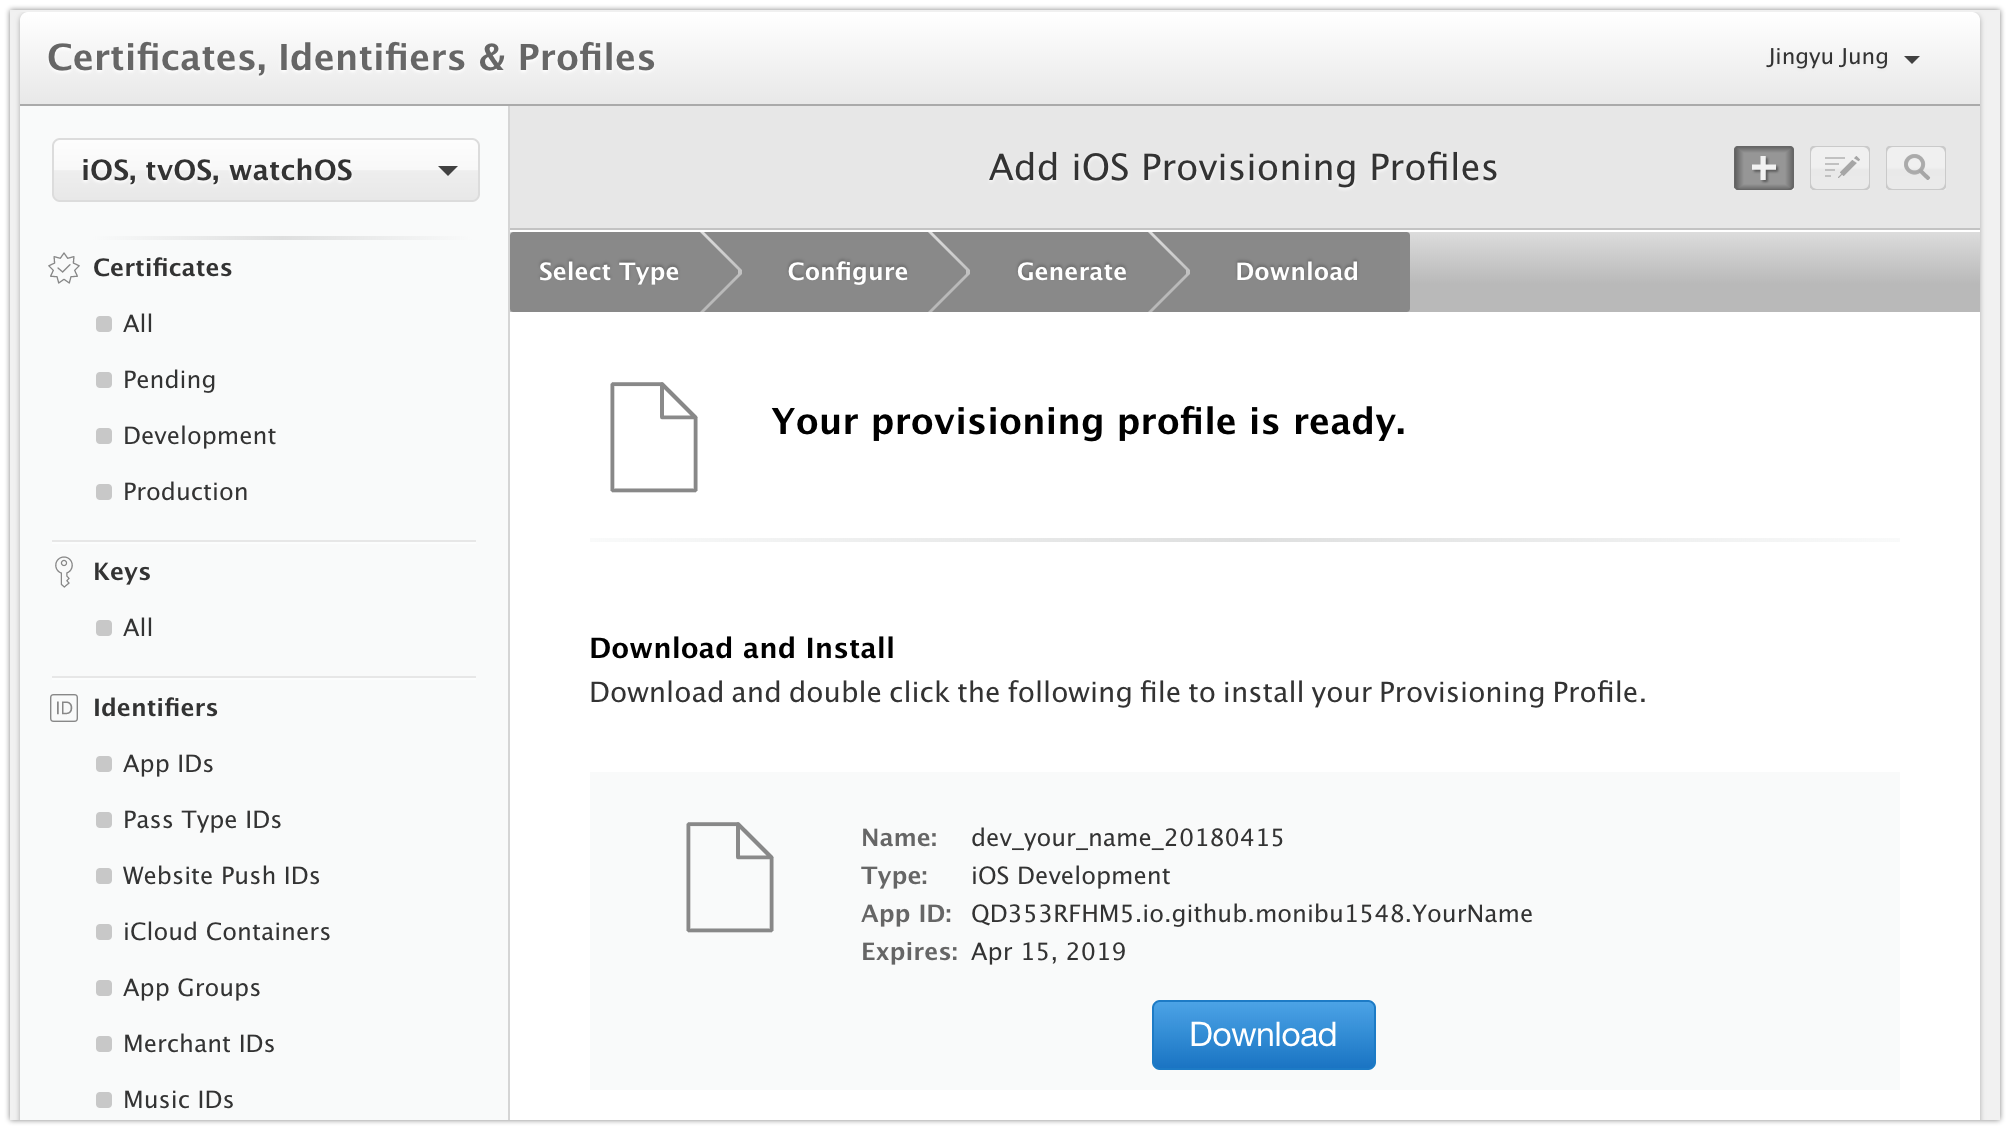 Certificates, Identifiers & Profiles
Jingyu Jung
iOS, tvOS, watchOS
Add iOS Provisioning Profiles
Certificates
All
Pending
Development
Production
Keys
All
ID Identifiers
App IDs
Pass Type IDs
Website Push IDs
iCloud Containers
App Groups
Merchant IDs
Music IDs
Select Type
Configure
Generate
Download
Your provisioning profile is ready.
Download and Install
Download and double click the following file to install your Provisioning Profile.
Name: dev_your_name_20180415
Type: iOS Development
App ID: QD353RFHM5.io.github.monibu1548.YourName
Expires: Apr 15, 2019
Download